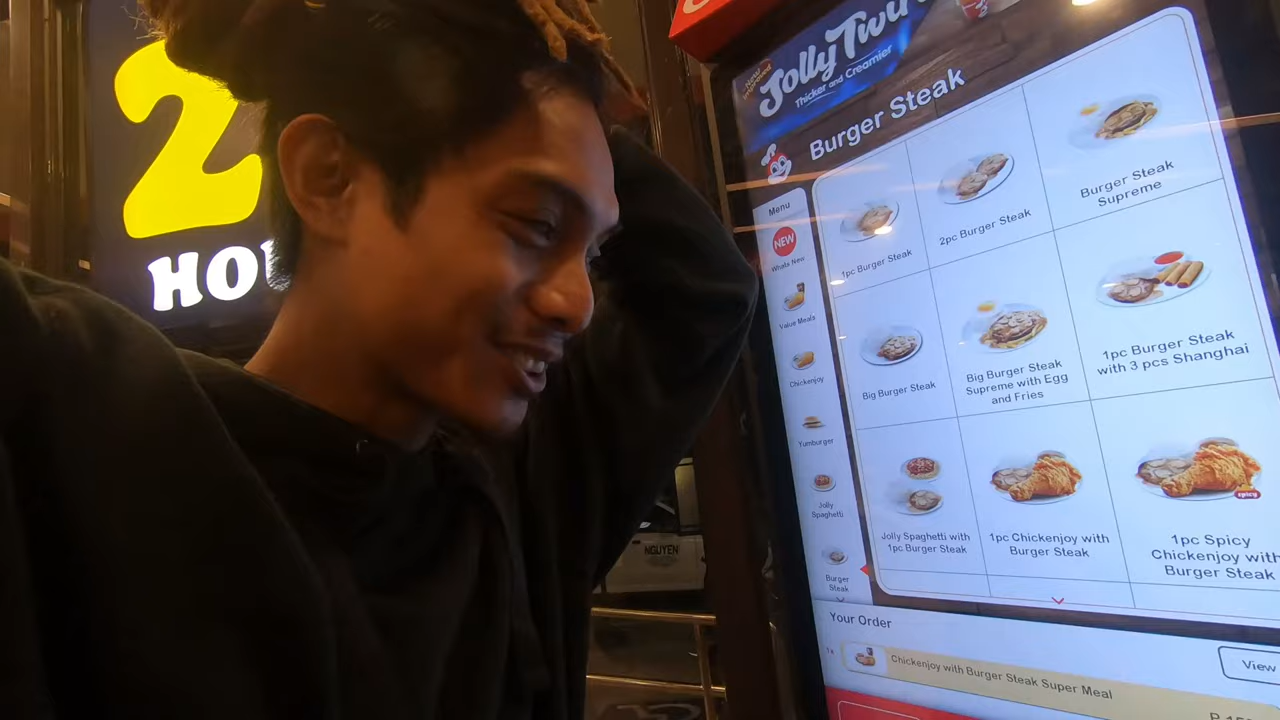 2
HOU
NGUYEN
Jolly Twirl
Thicker and Creamier
Burger Steak
Menu
NEW
Whats New
Value Meals
Chickenjoy
Yumburger
Jolly
Spaghetti
Burger
Steak
1pc Burger Steak
2pc Burger Steak
Burger Steak
Supreme
Big Burger Steak
Big Burger Steak
Supreme with Egg
and Fries
1pc Burger Steak
with 3 pcs Shanghai
Jolly Spaghetti with
1pc Burger Steak
1pc Chickenjoy with
Burger Steak
spicy
1pc Spicy
Chickenjoy with
Burger Steak
Your Order
View
1x
Chickenjoy with Burger Steak Super Meal